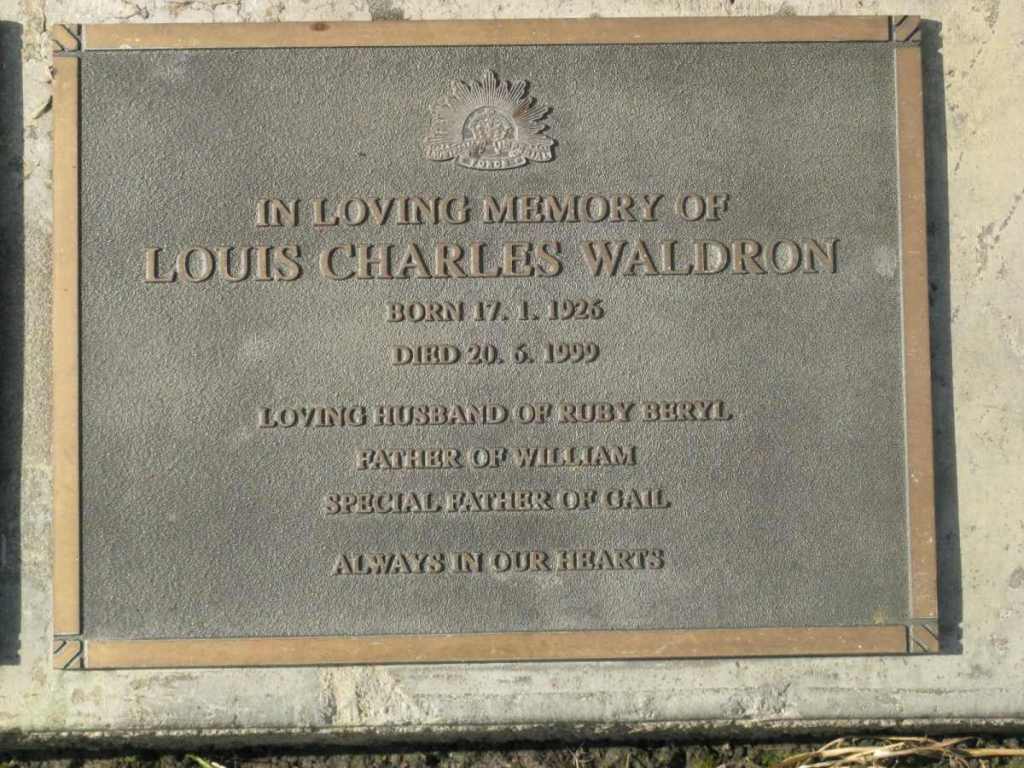 IN LOVING MEMORY OF
LOUIS CHARLES WALDRON
BORN 17. 1. 1926
DIED 20. 6. 1999
LOVING HUSBAND OF RUBY BERYL
FATHER OF WILLIAM
SPECIAL FATHER OF GAIL
ALWAYS IN OUR HEARTS